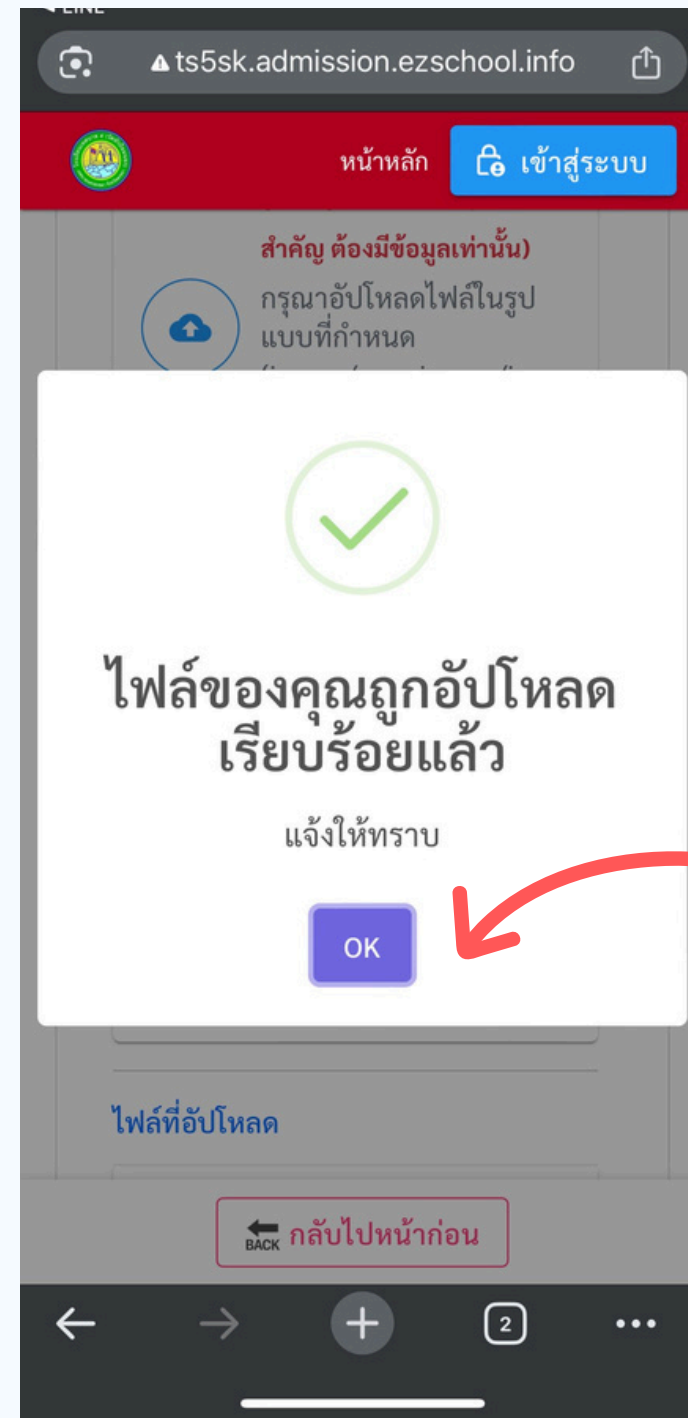 ts5sk.admission.ezschool.info
หน้าหลัก
เข้าสู่ระบบ
สำคัญ ต้องมีข้อมูลเท่านั้น)
กรุณาอัปโหลดไฟล์ในรูป
แบบที่กำหนด
ไฟล์ของคุณถูกอัปโหลด
เรียบร้อยแล้ว
แจ้งให้ทราบ
OK
ไฟล์ที่อัปโหลด
BACK กลับไปหน้าก่อน
2